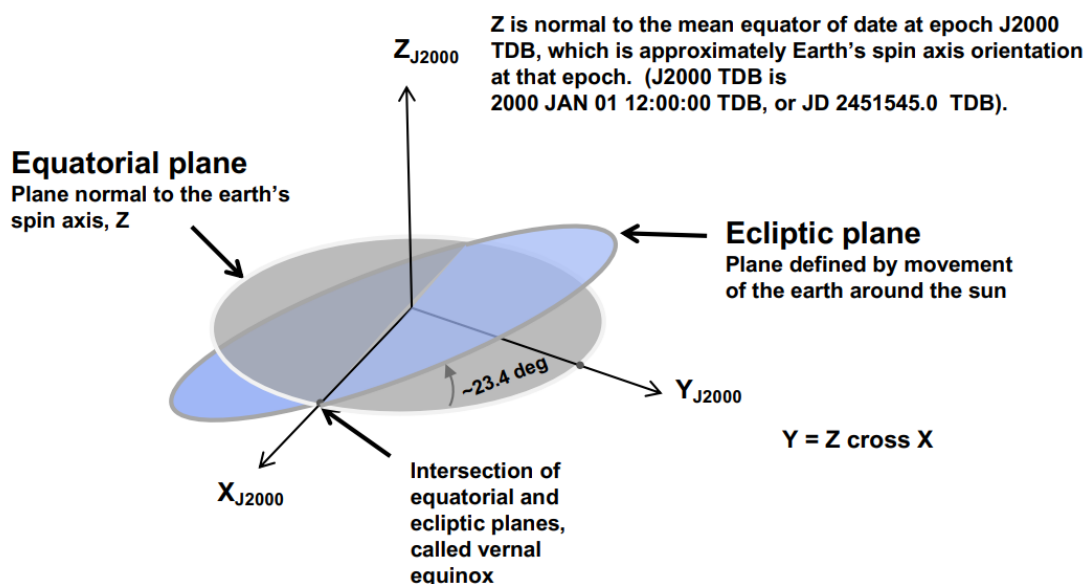 Z is normal to the mean equator of date at epoch J2000
TDB, which is approximately Earth's spin axis orientation
at that epoch.  (J2000 TDB is
2000 JAN 01 12:00:00 TDB, or JD 2451545.0  TDB).
Z_J2000
Equatorial plane
Plane normal to the earth's
spin axis, Z
Ecliptic plane
Plane defined by movement
of the earth around the sun
~23.4 deg
Y_J2000
Y = Z cross X
X_J2000
Intersection of
equatorial and
ecliptic planes,
called vernal
equinox